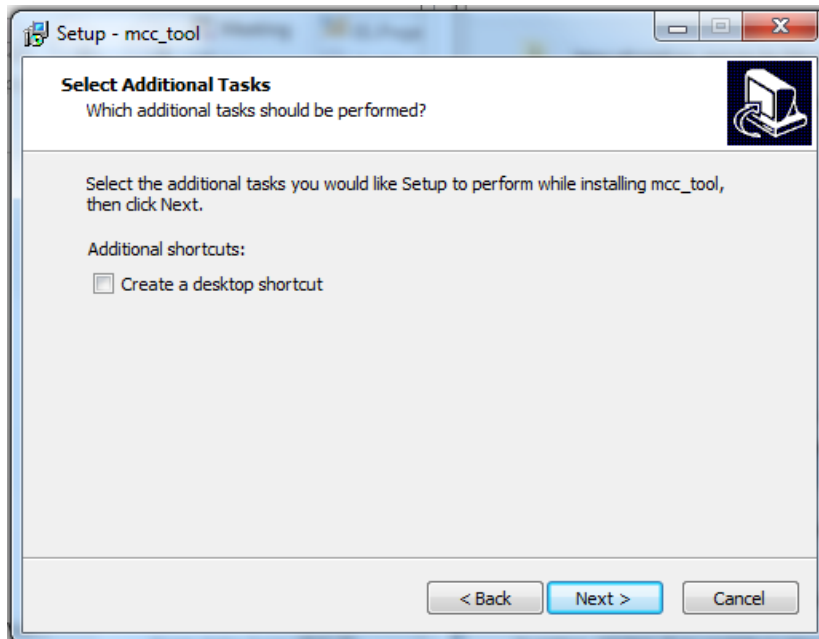 Setup - mcc_tool
Select Additional Tasks
Which additional tasks should be performed?
Select the additional tasks you would like Setup to perform while installing mcc_tool,
then click Next.
Additional shortcuts:
Create a desktop shortcut
< Back
Next >
Cancel